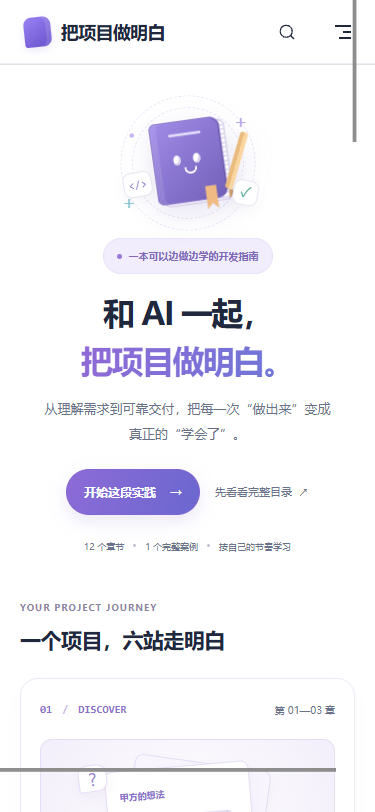 把项目做明白
</>
✓
一本可以边做边学的开发指南
和 AI 一起，
把项目做明白。
从理解需求到可靠交付，把每一次“做出来”变成
真正的“学会了”。
开始这段实践 →
先看看完整目录 ↗
12 个章节 • 1 个完整案例 • 按自己的节奏学习
YOUR PROJECT JOURNEY
一个项目，六站走明白
01 / DISCOVER
第 01—03 章
?
甲方的想法